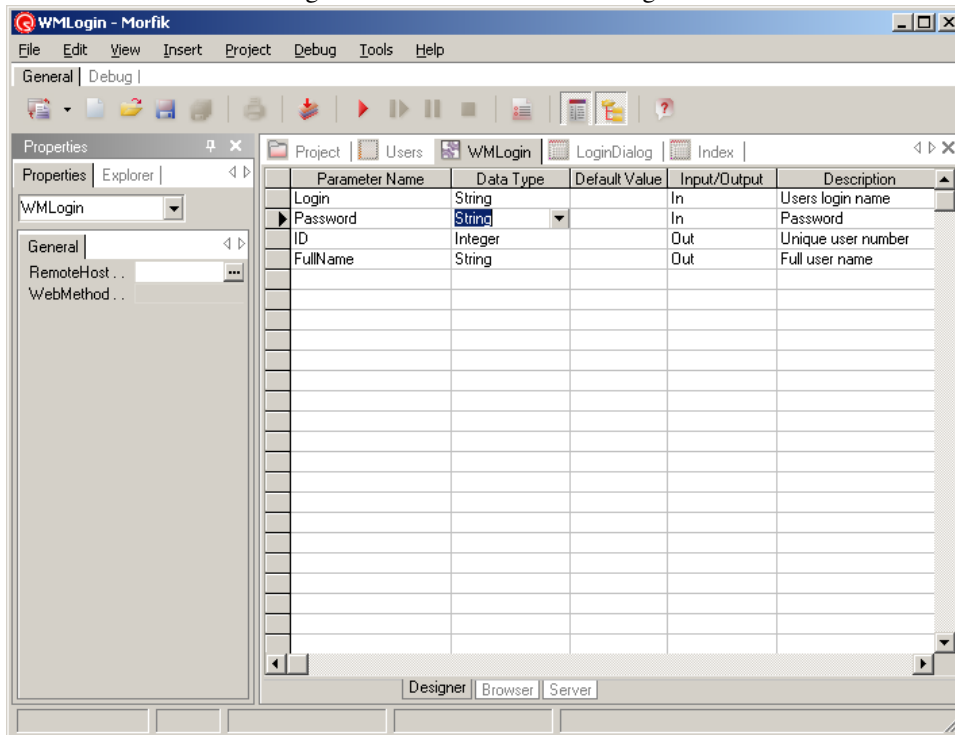 WMLogin - Morfik
File Edit View Insert Project Debug Tools Help
General Debug
Properties
Project Users WMLogin LoginDialog Index
Properties Explorer
Parameter Name Data Type Default Value Input/Output Description
WMLogin
Login String In Users login name
Password String In Password
ID Integer Out Unique user number
FullName String Out Full user name
General
RemoteHost . .
WebMethod . .
Designer Browser Server